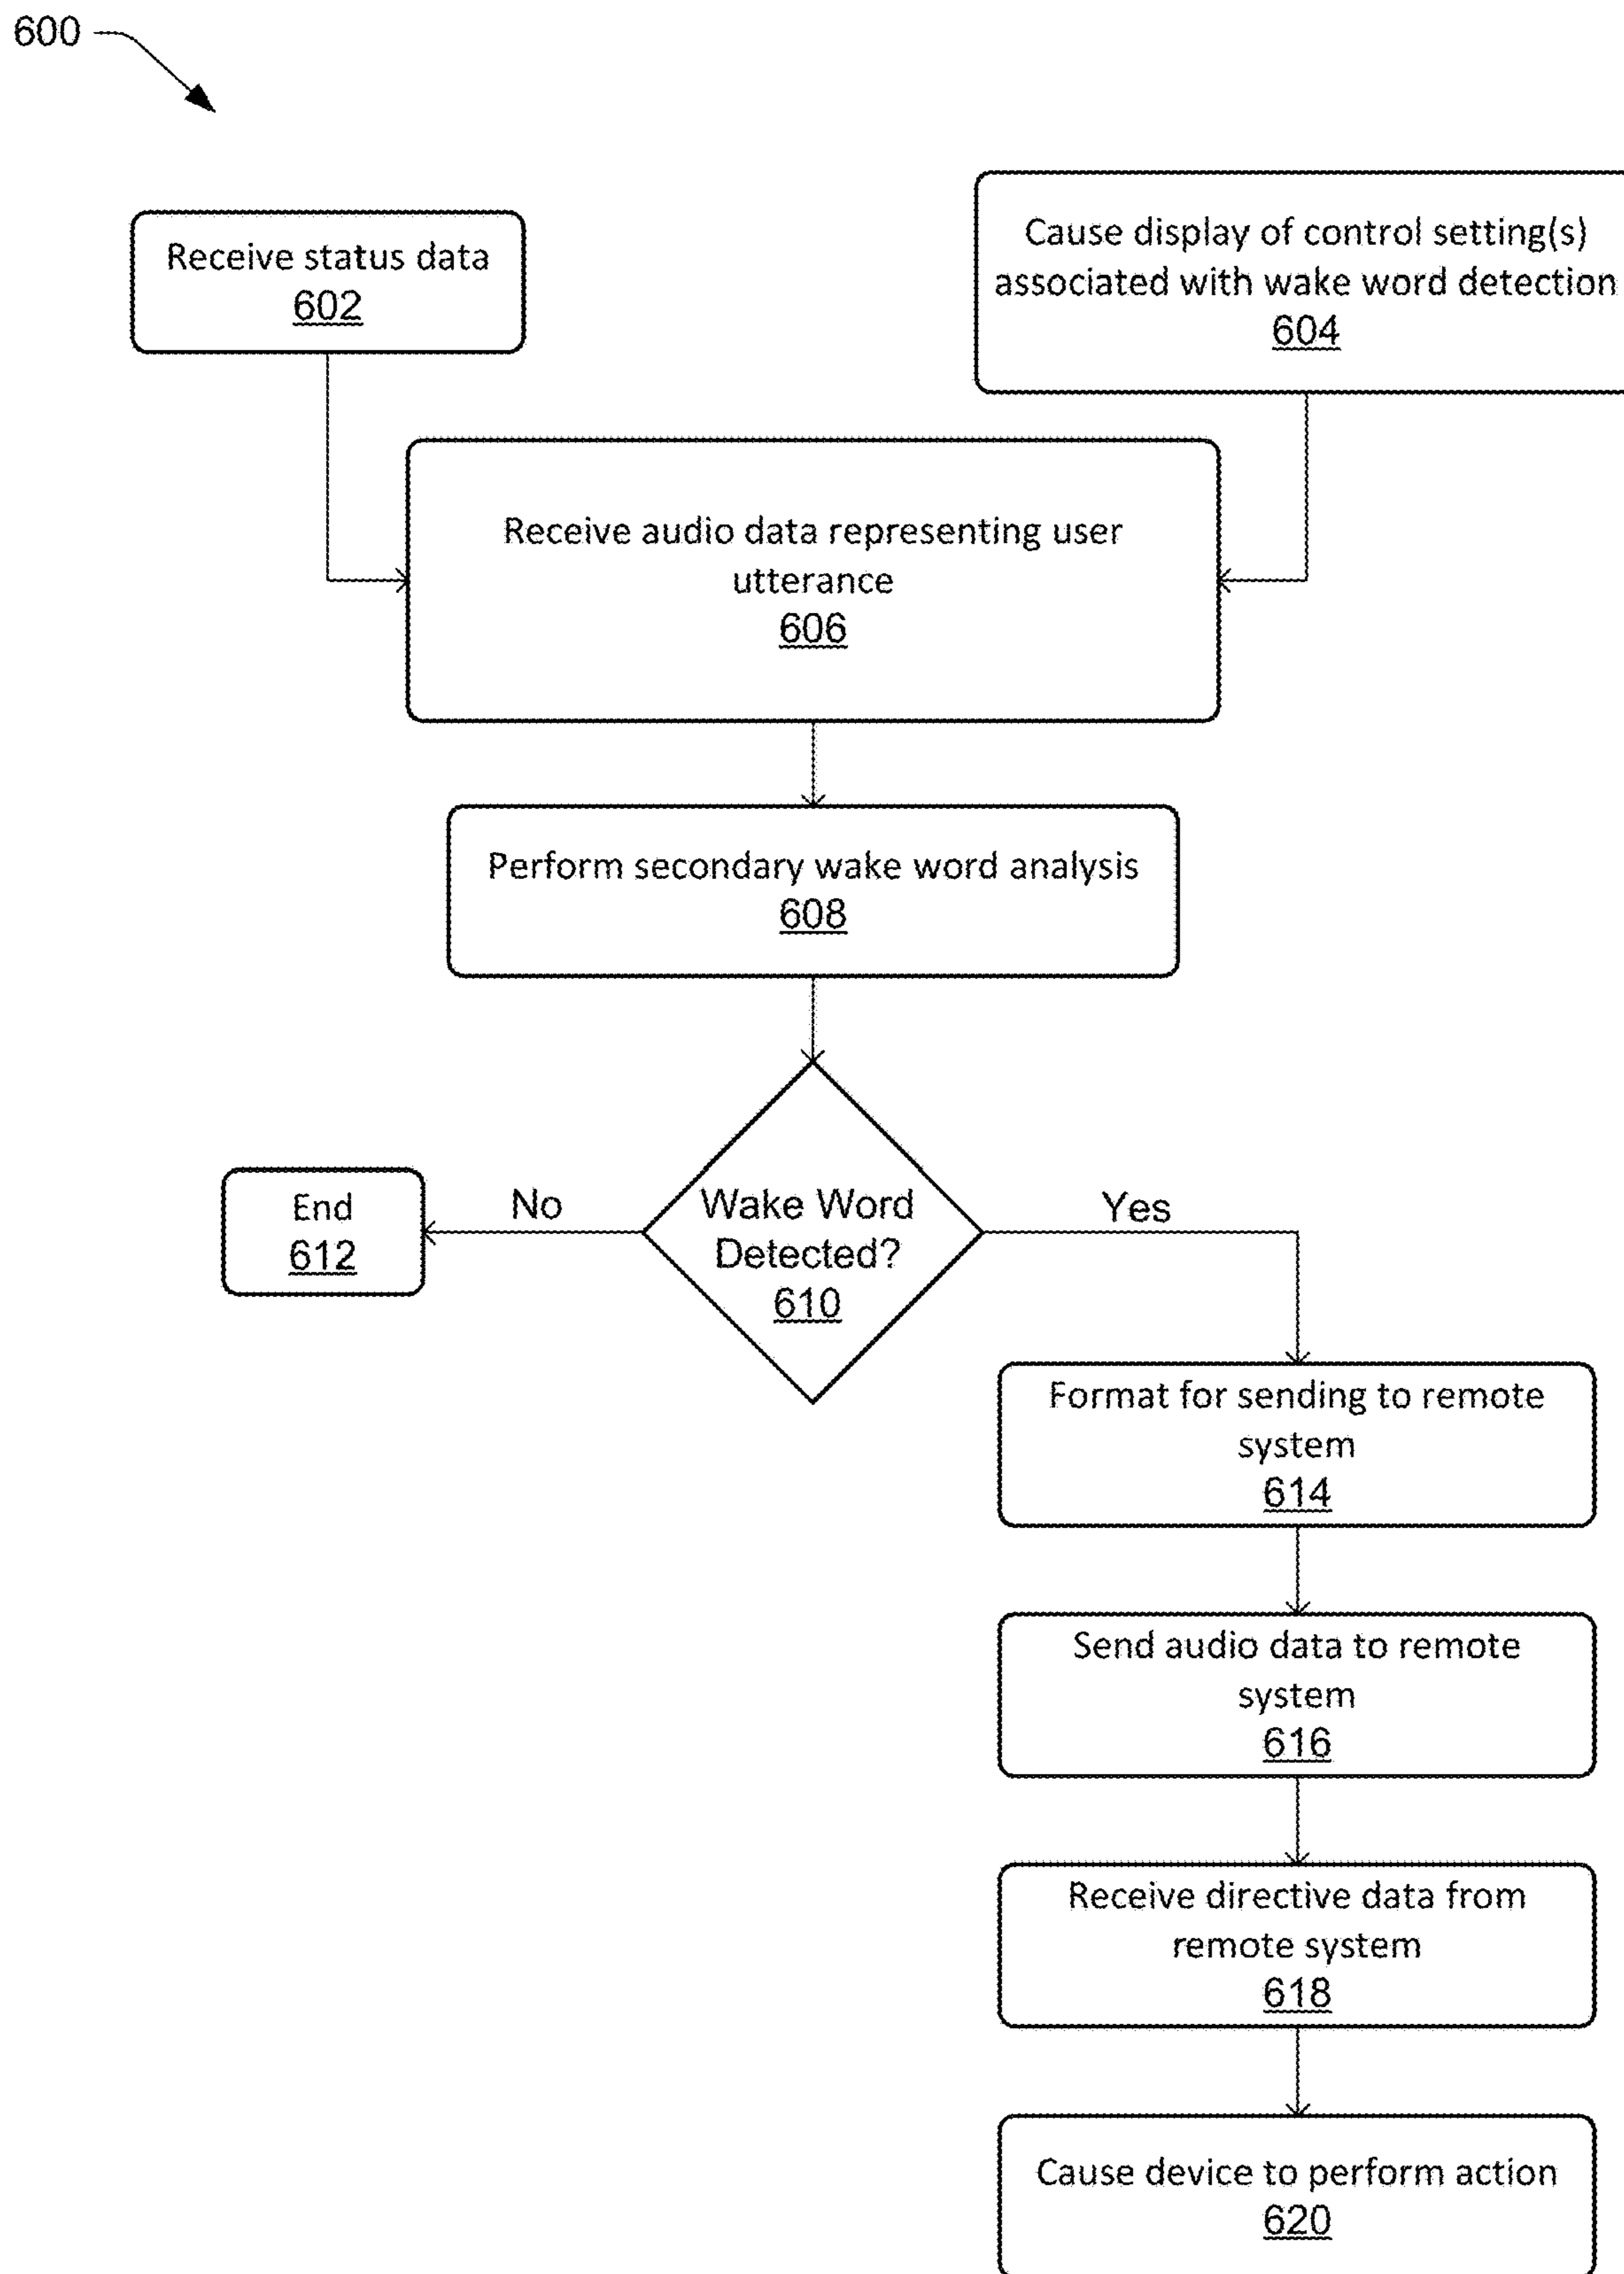 600
Receive status data
602
Cause display of control setting(s)
associated with wake word detection
604
Receive audio data representing user
utterance
606
Perform secondary wake word analysis
608
Wake Word
Detected?
610
No
End
612
Yes
Format for sending to remote
system
614
Send audio data to remote
system
616
Receive directive data from
remote system
618
Cause device to perform action
620